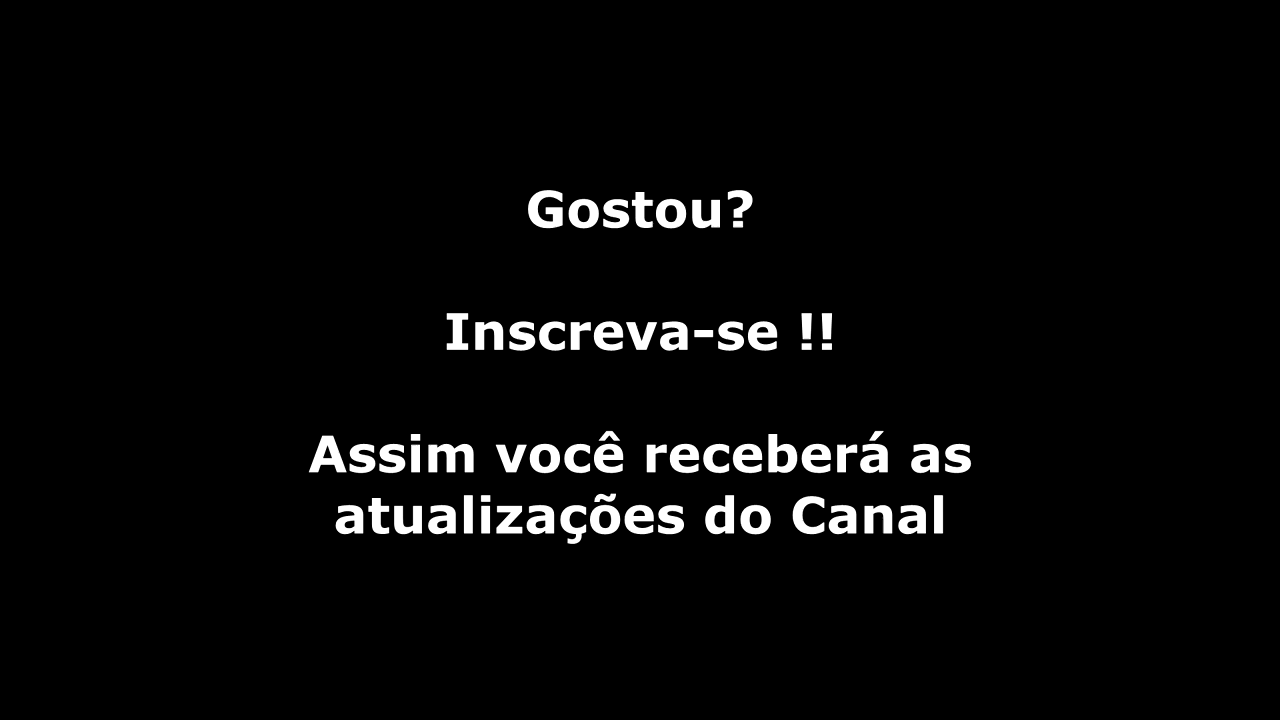 Gostou?
Inscreva-se !!
Assim você receberá as
atualizações do Canal